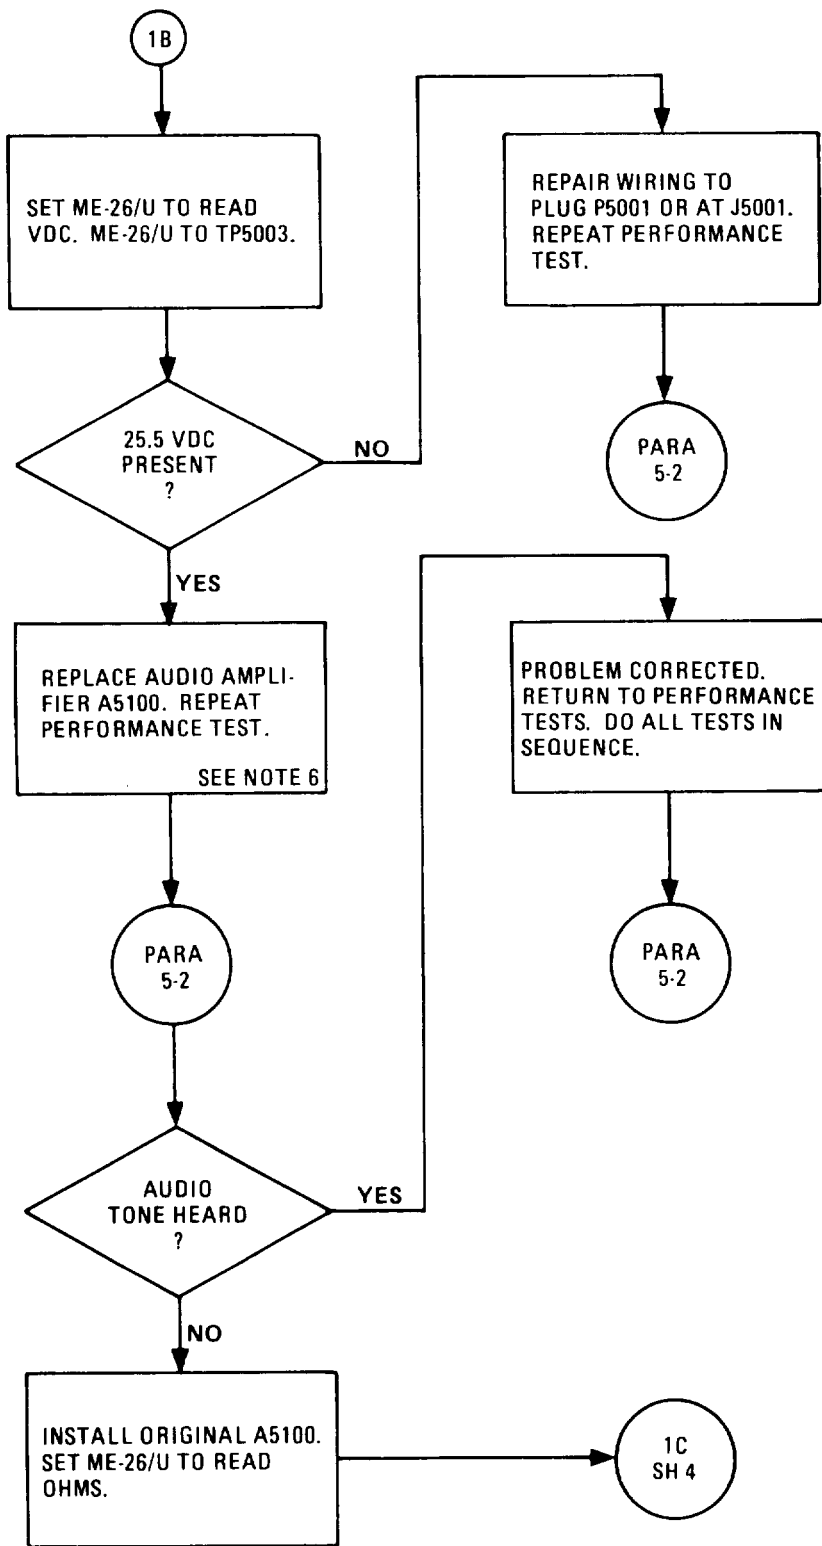 1B
SET ME-26/U TO READ
VDC. ME-26/U TO TP5003.
REPAIR WIRING TO
PLUG P5001 OR AT J5001.
REPEAT PERFORMANCE
TEST.
25.5 VDC
PRESENT
?
NO
PARA
5-2
YES
REPLACE AUDIO AMPLI-
FIER A5100. REPEAT
PERFORMANCE TEST.
SEE NOTE 6
PROBLEM CORRECTED.
RETURN TO PERFORMANCE
TESTS. DO ALL TESTS IN
SEQUENCE.
PARA
5-2
PARA
5-2
AUDIO
TONE HEARD
?
YES
NO
INSTALL ORIGINAL A5100.
SET ME-26/U TO READ
OHMS.
1C
SH 4